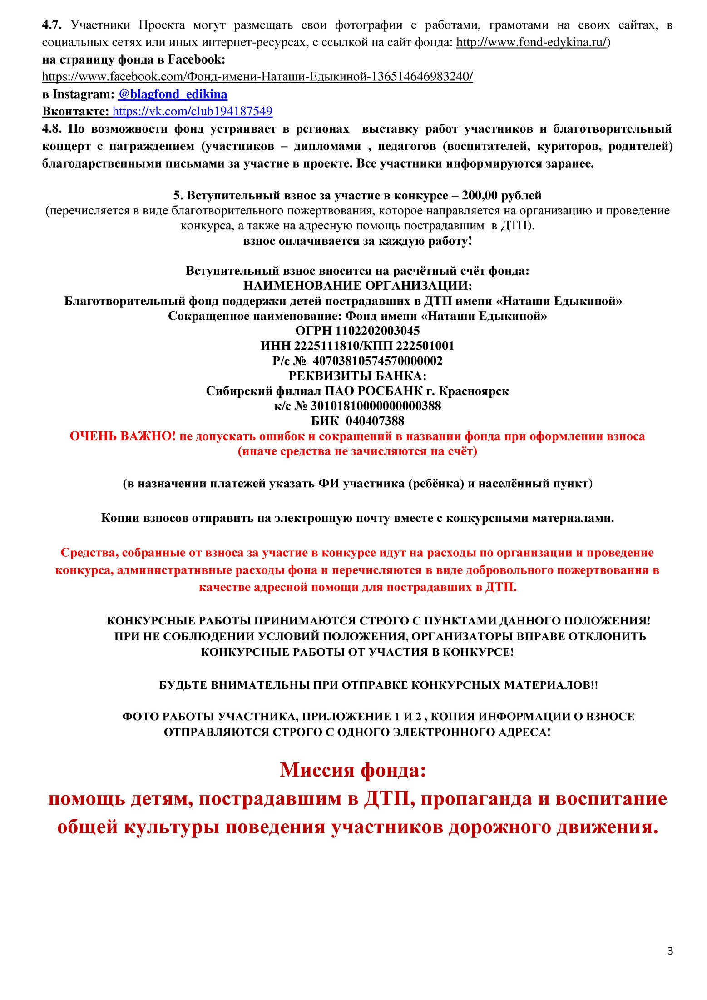 4.7. Участники Проекта могут размещать свои фотографии с работами, грамотами на своих сайтах, в
социальных сетях или иных интернет-ресурсах, с ссылкой на сайт фонда: http://www.fond-edykina.ru/)
на страницу фонда в Facebook:
https://www.facebook.com/Фонд-имени-Наташи-Едыкиной-136514646983240/
в Instagram: @blagfond_edikina
Вконтакте: https://vk.com/club194187549
4.8. По возможности фонд устраивает в регионах выставку работ участников и благотворительный
концерт с награждением (участников – дипломами , педагогов (воспитателей, кураторов, родителей)
благодарственными письмами за участие в проекте. Все участники информируются заранее.
5. Вступительный взнос за участие в конкурсе – 200,00 рублей
(перечисляется в виде благотворительного пожертвования, которое направляется на организацию и проведение
конкурса, а также на адресную помощь пострадавшим в ДТП).
взнос оплачивается за каждую работу!
Вступительный взнос вносится на расчётный счёт фонда:
НАИМЕНОВАНИЕ ОРГАНИЗАЦИИ:
Благотворительный фонд поддержки детей пострадавших в ДТП имени «Наташи Едыкиной»
Сокращенное наименование: Фонд имени «Наташи Едыкиной»
ОГРН 1102202003045
ИНН 2225111810/КПП 222501001
Р/с № 40703810574570000002
РЕКВИЗИТЫ БАНКА:
Сибирский филиал ПАО РОСБАНК г. Красноярск
к/с № 30101810000000000388
БИК 040407388
ОЧЕНЬ ВАЖНО! не допускать ошибок и сокращений в названии фонда при оформлении взноса
(иначе средства не зачисляются на счёт)
(в назначении платежей указать ФИ участника (ребёнка) и населённый пункт)
Копии взносов отправить на электронную почту вместе с конкурсными материалами.
Средства, собранные от взноса за участие в конкурсе идут на расходы по организации и проведение
конкурса, административные расходы фона и перечисляются в виде добровольного пожертвования в
качестве адресной помощи для пострадавших в ДТП.
КОНКУРСНЫЕ РАБОТЫ ПРИНИМАЮТСЯ СТРОГО С ПУНКТАМИ ДАННОГО ПОЛОЖЕНИЯ!
ПРИ НЕ СОБЛЮДЕНИИ УСЛОВИЙ ПОЛОЖЕНИЯ, ОРГАНИЗАТОРЫ ВПРАВЕ ОТКЛОНИТЬ
КОНКУРСНЫЕ РАБОТЫ ОТ УЧАСТИЯ В КОНКУРСЕ!
БУДЬТЕ ВНИМАТЕЛЬНЫ ПРИ ОТПРАВКЕ КОНКУРСНЫХ МАТЕРИАЛОВ!!
ФОТО РАБОТЫ УЧАСТНИКА, ПРИЛОЖЕНИЕ 1 И 2 , КОПИЯ ИНФОРМАЦИИ О ВЗНОСЕ
ОТПРАВЛЯЮТСЯ СТРОГО С ОДНОГО ЭЛЕКТРОННОГО АДРЕСА!
Миссия фонда:
помощь детям, пострадавшим в ДТП, пропаганда и воспитание
общей культуры поведения участников дорожного движения.
3